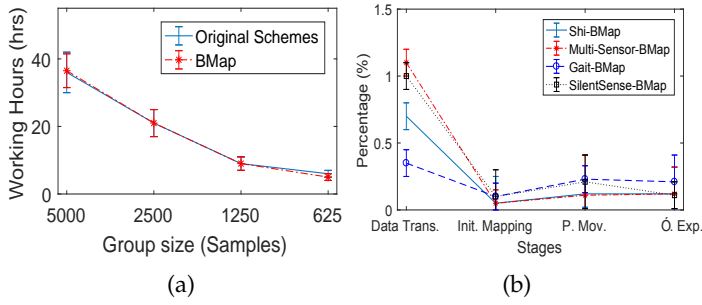 Working Hours (hrs)
40
20
0
Original Schemes
BMap
5000
2500
1250
625
Group size (Samples)
(a)
Percentage (%)
1.5
1
0.5
0
Shi-BMap
Multi-Sensor-BMap
Gait-BMap
SilentSense-BMap
Data Trans.
Init. Mapping
P. Mov.
O. Exp.
Stages
(b)